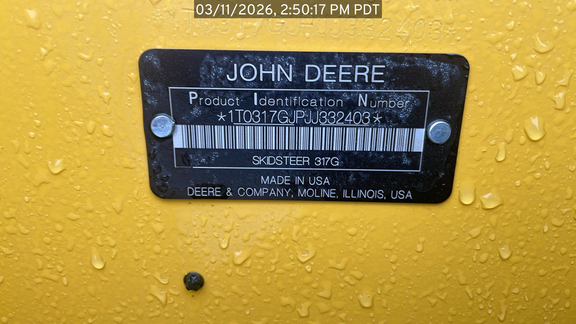 03/11/2026, 2:50:17 PM PDT
JOHN DEERE
Product Identification Number
*1T0317GJPJJ332403*
SKIDSTEER 317G
MADE IN USA
DEERE & COMPANY, MOLINE, ILLINOIS, USA